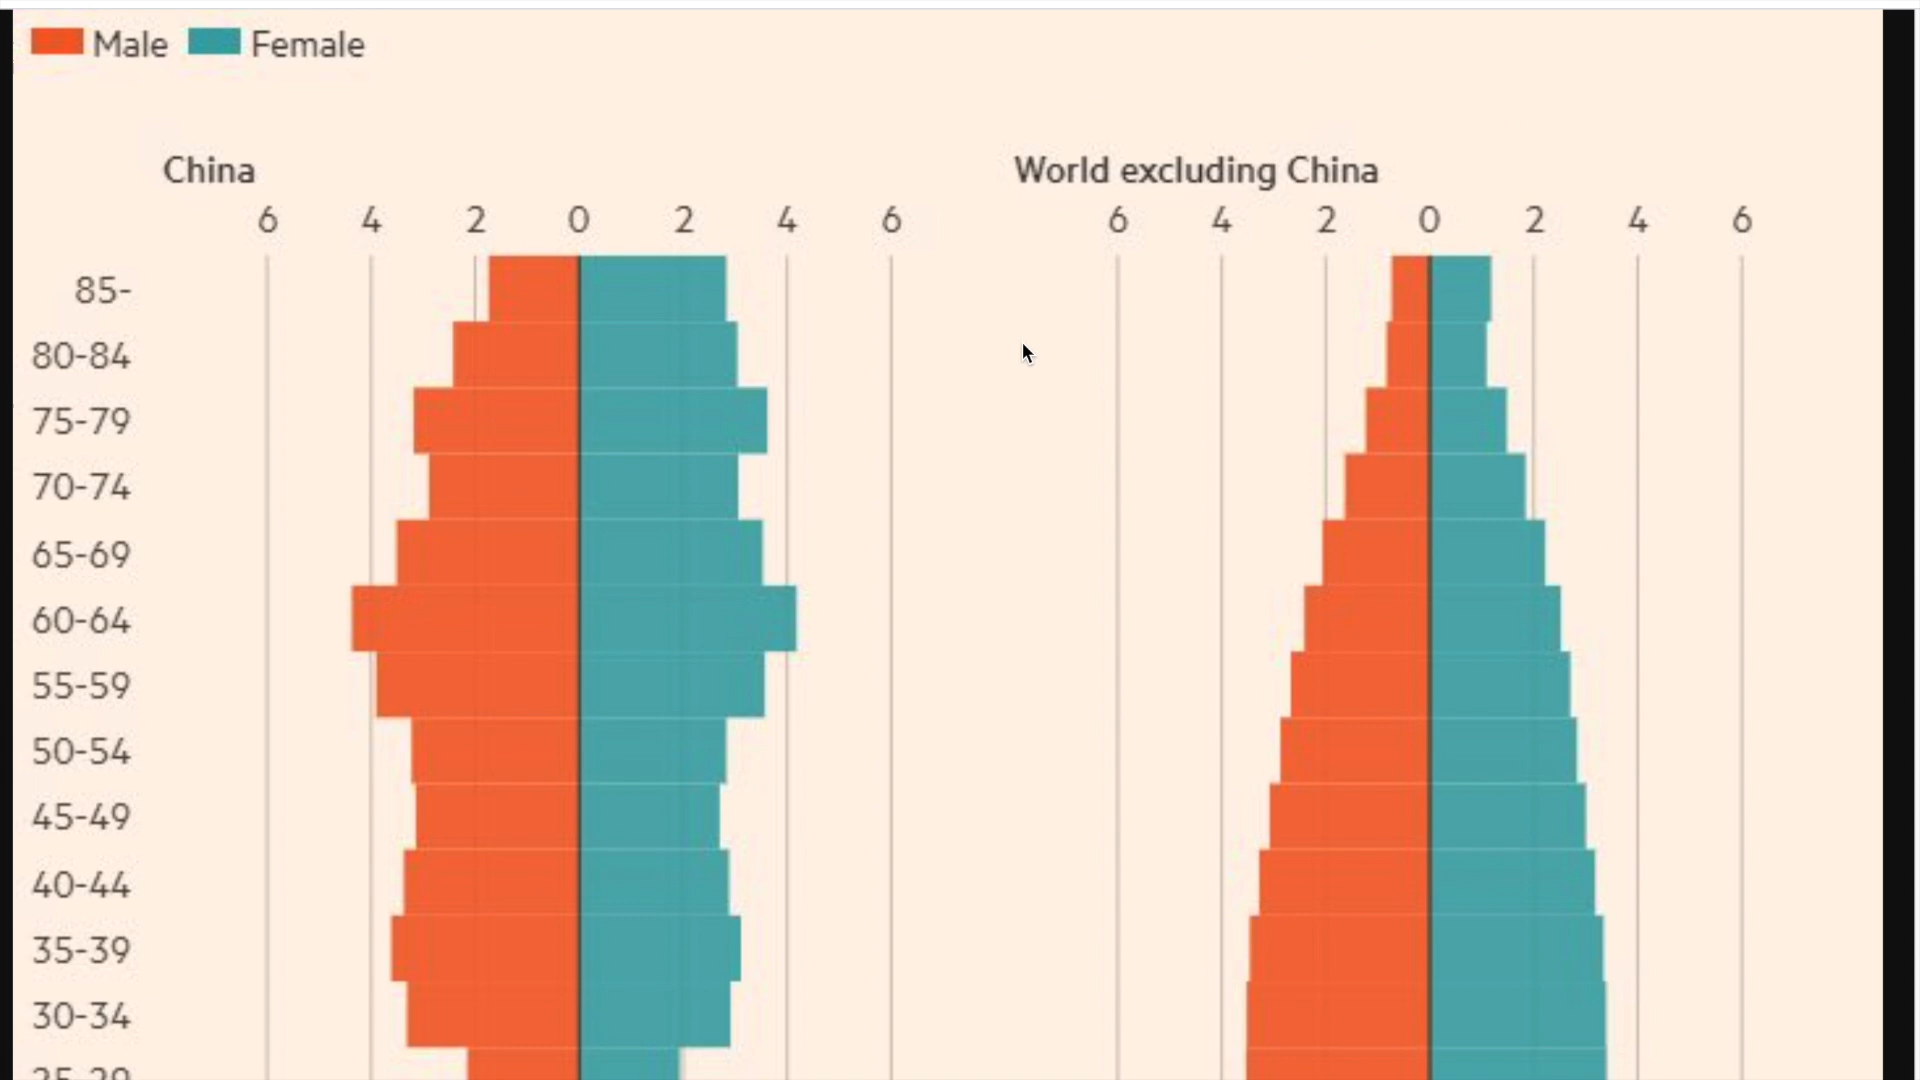 Male Female
China
World excluding China
6 4 2 0 2 4 6
6 4 2 0 2 4 6
85-
80-84
75-79
70-74
65-69
60-64
55-59
50-54
45-49
40-44
35-39
30-34
25-29